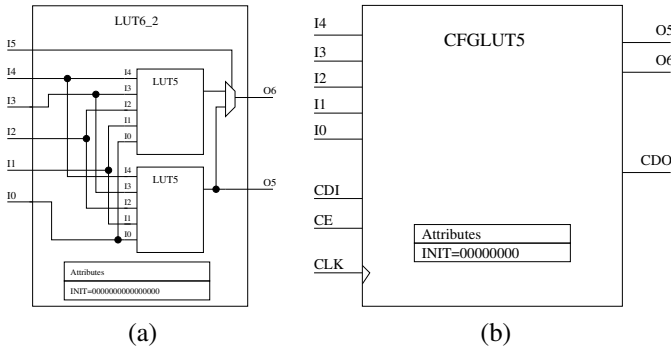 LUT6_2
I5
I4
I3
I2
I1
I0
I4
I3
I2
I1
I0
LUT5
I4
I3
I2
I1
I0
LUT5
O6
O5
Attributes
INIT=0000000000000000
(a)
CFGLUT5
I4
I3
I2
I1
I0
CDI
CE
CLK
O5
O6
CDO
Attributes
INIT=00000000
(b)